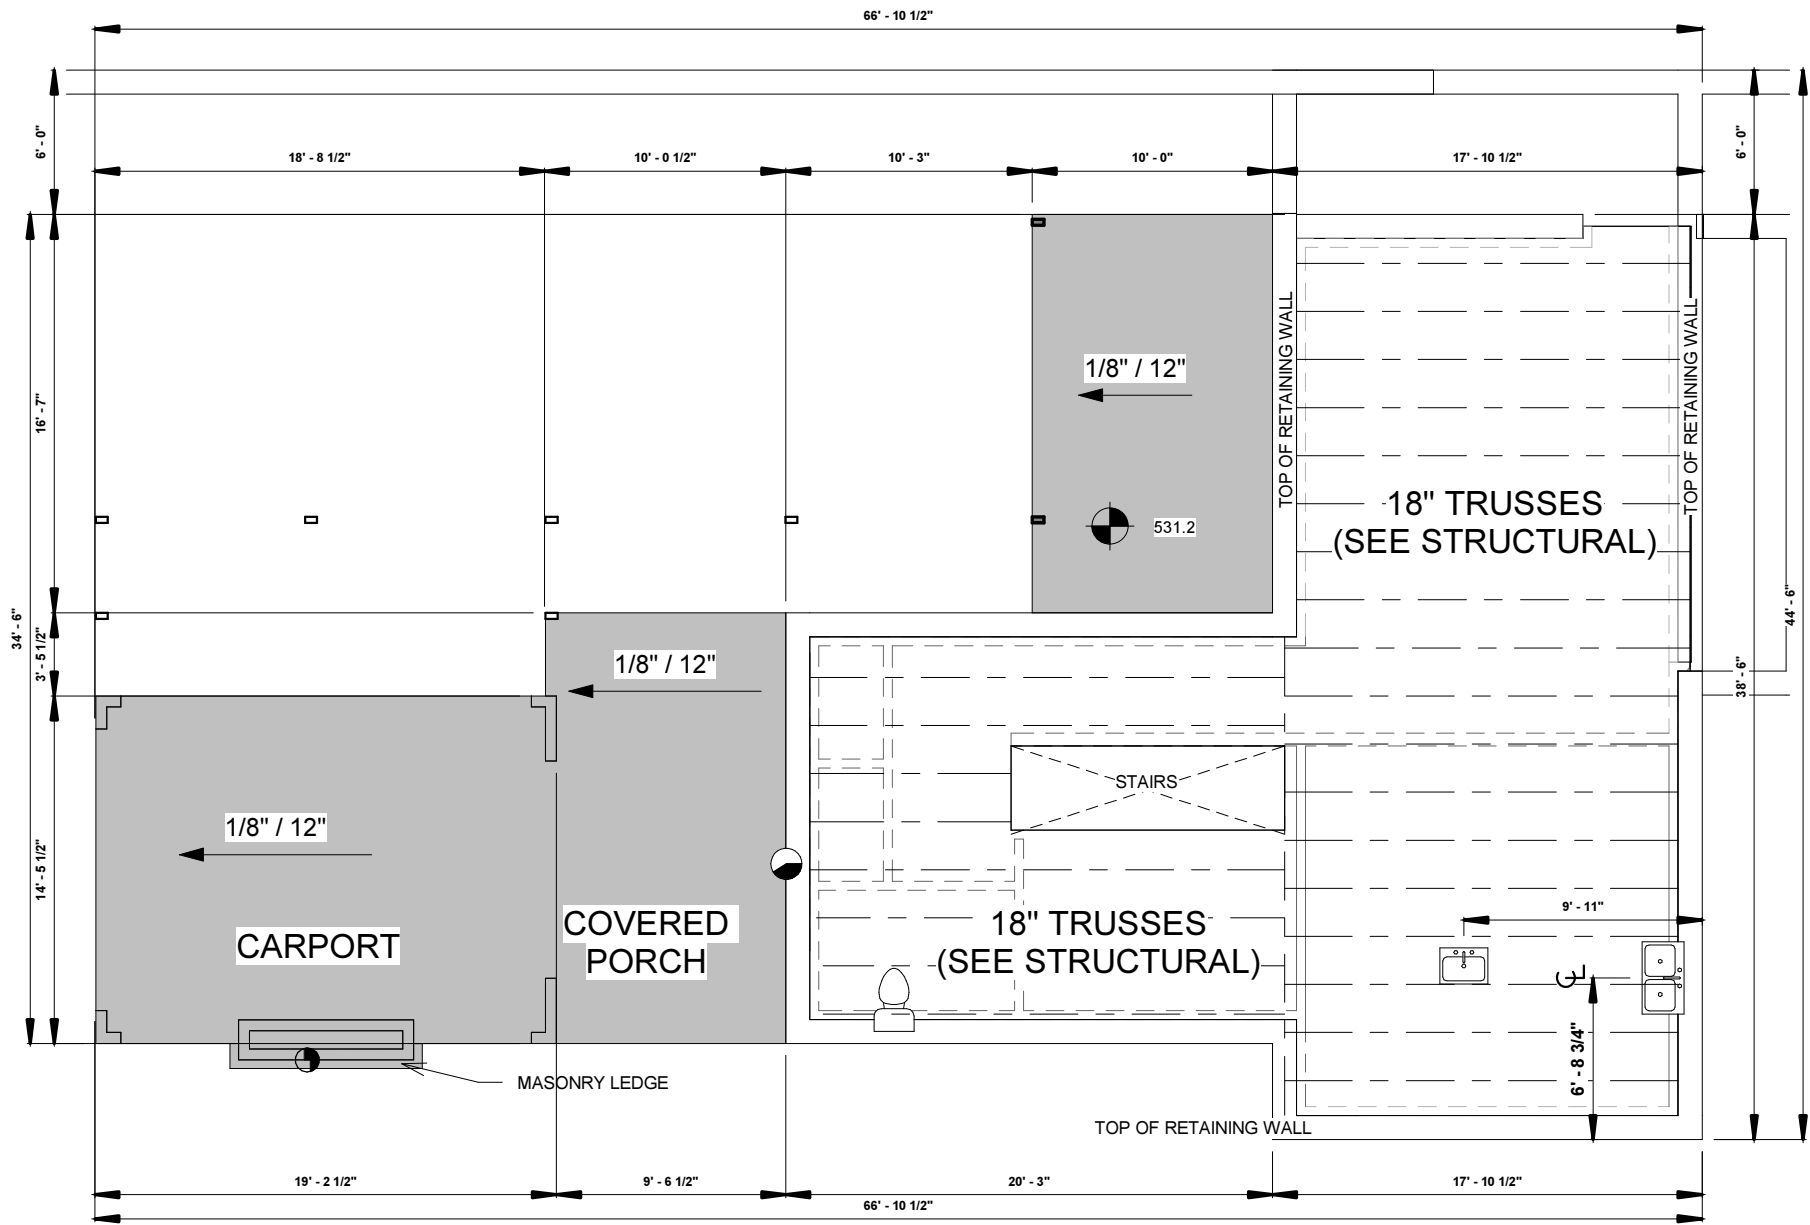 66' - 10 1/2"
6' - 0"
18' - 8 1/2"
10' - 0 1/2"
10' - 3"
10' - 0"
17' - 10 1/2"
6' - 0"
34' - 6"
16' - 7"
3' - 5 1/2"
14' - 5 1/2"
1/8" / 12"
531.2
TOP OF RETAINING WALL
TOP OF RETAINING WALL
18" TRUSSES
(SEE STRUCTURAL)
44' - 6"
38' - 6"
1/8" / 12"
STAIRS
1/8" / 12"
CARPORT
COVERED
PORCH
18" TRUSSES
(SEE STRUCTURAL)
9' - 11"
CL
6' - 8 3/4"
MASONRY LEDGE
TOP OF RETAINING WALL
19' - 2 1/2"
9' - 6 1/2"
20' - 3"
17' - 10 1/2"
66' - 10 1/2"